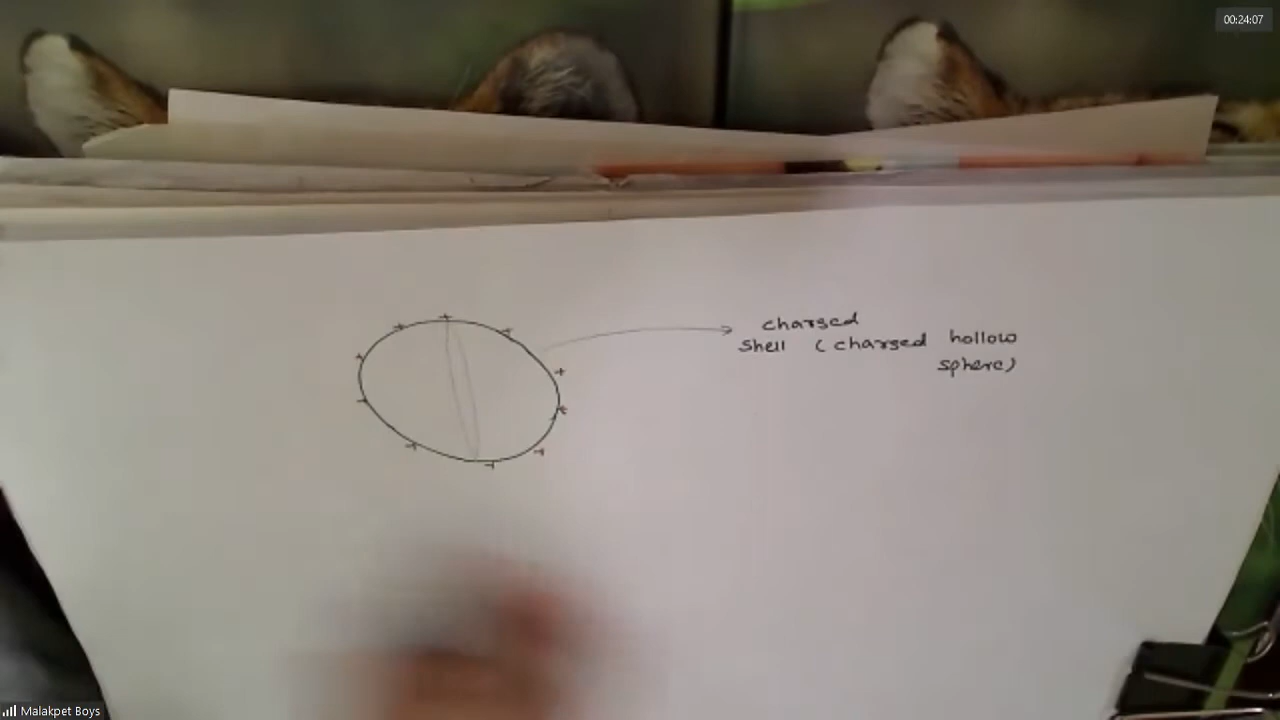 00:24:07
charged
shell (charged hollow
sphere)
Malakpet Boys